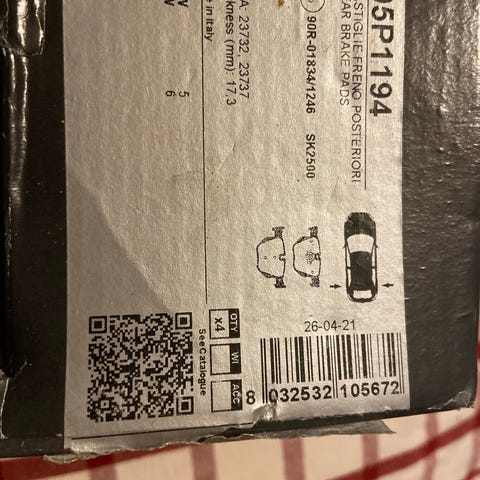 05P1194
STIGLIE FRENO POSTERIORI
AR BRAKE PADS
90R-01834/1246 SK2500
A. 23732, 23737
kness (mm): 17,3
e in Italy
V 5
V 6
26-04-21
QTY WI ACC
x4
See Catalogue
8 032532 105672